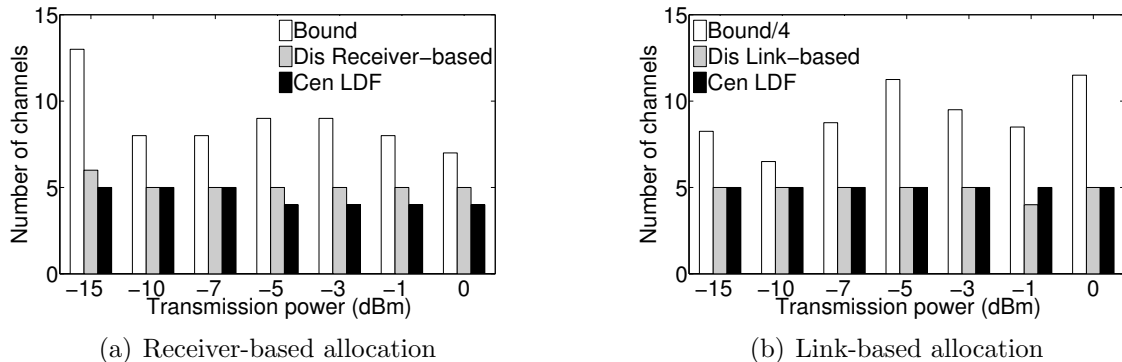 15
10
5
0
Number of channels
Bound
Dis Receiver−based
Cen LDF
−15 −10 −7 −5 −3 −1 0
Transmission power (dBm)
(a) Receiver-based allocation
15
10
5
0
Number of channels
Bound/4
Dis Link−based
Cen LDF
−15 −10 −7 −5 −3 −1 0
Transmission power (dBm)
(b) Link-based allocation